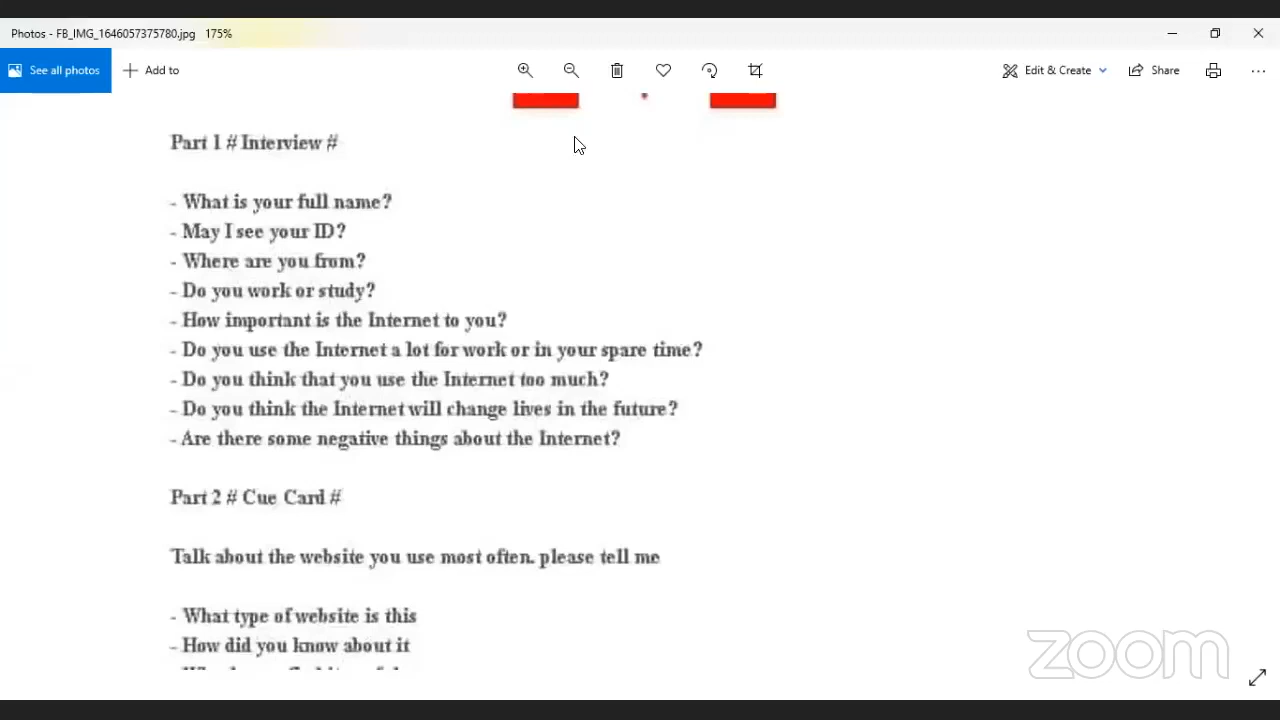 Photos - FB_IMG_1646057375780.jpg 175%
See all photos
Add to
Edit & Create
Share
Part 1 # Interview #
- What is your full name?
- May I see your ID?
- Where are you from?
- Do you work or study?
- How important is the Internet to you?
- Do you use the Internet a lot for work or in your spare time?
- Do you think that you use the Internet too much?
- Do you think the Internet will change lives in the future?
- Are there some negative things about the Internet?
Part 2 # Cue Card #
Talk about the website you use most often. please tell me
- What type of website is this
- How did you know about it
zoom